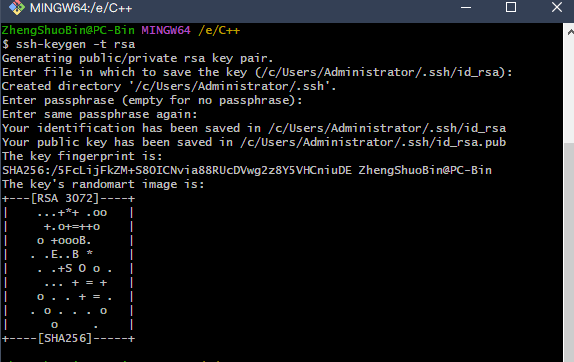 MINGW64:/e/C++
ZhengShuoBin@PC-Bin MINGW64 /e/C++
$ ssh-keygen -t rsa
Generating public/private rsa key pair.
Enter file in which to save the key (/c/Users/Administrator/.ssh/id_rsa):
Created directory '/c/Users/Administrator/.ssh'.
Enter passphrase (empty for no passphrase):
Enter same passphrase again:
Your identification has been saved in /c/Users/Administrator/.ssh/id_rsa
Your public key has been saved in /c/Users/Administrator/.ssh/id_rsa.pub
The key fingerprint is:
SHA256:/5FcLijFkZM+S8OICNvia88RUcDVwg2z8Y5VHCniuDE ZhengShuoBin@PC-Bin
The key's randomart image is:
+---[RSA 3072]----+
|    ...+*+ .oo   |
|     +.o+=++o    |
|    o +oooB.     |
|   . .E..B *     |
|    . .+S O o .  |
|     ... + = +   |
|    o . . + = .  |
|   . o . . . o   |
|      o     .    |
+----[SHA256]-----+